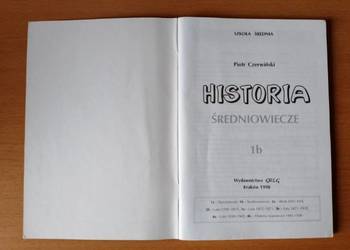 SZKOŁA ŚREDNIA
Piotr Czerwiński
HISTORIA
ŚREDNIOWIECZE
1b
Wydawnictwo GREG
Kraków 1998